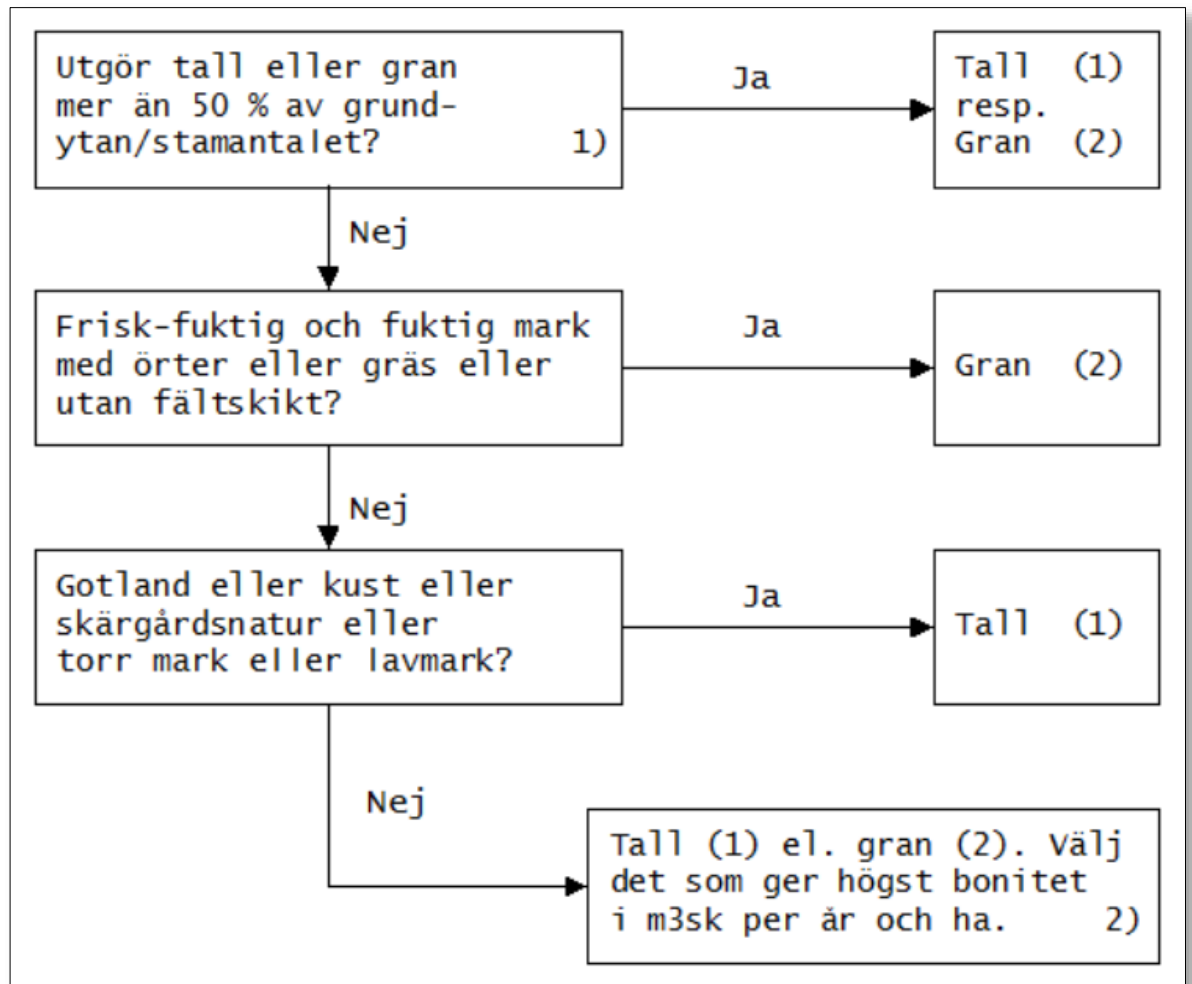 Utgör tall eller gran
mer än 50 % av grund-
ytan/stamantalet? 1)
Ja
Tall (1)
resp.
Gran (2)
Nej
Frisk-fuktig och fuktig mark
med örter eller gräs eller
utan fältskikt?
Ja
Gran (2)
Nej
Gotland eller kust eller
skärgårdsnatur eller
torr mark eller lavmark?
Ja
Tall (1)
Nej
Tall (1) el. gran (2). Välj
det som ger högst bonitet
i m3sk per år och ha. 2)